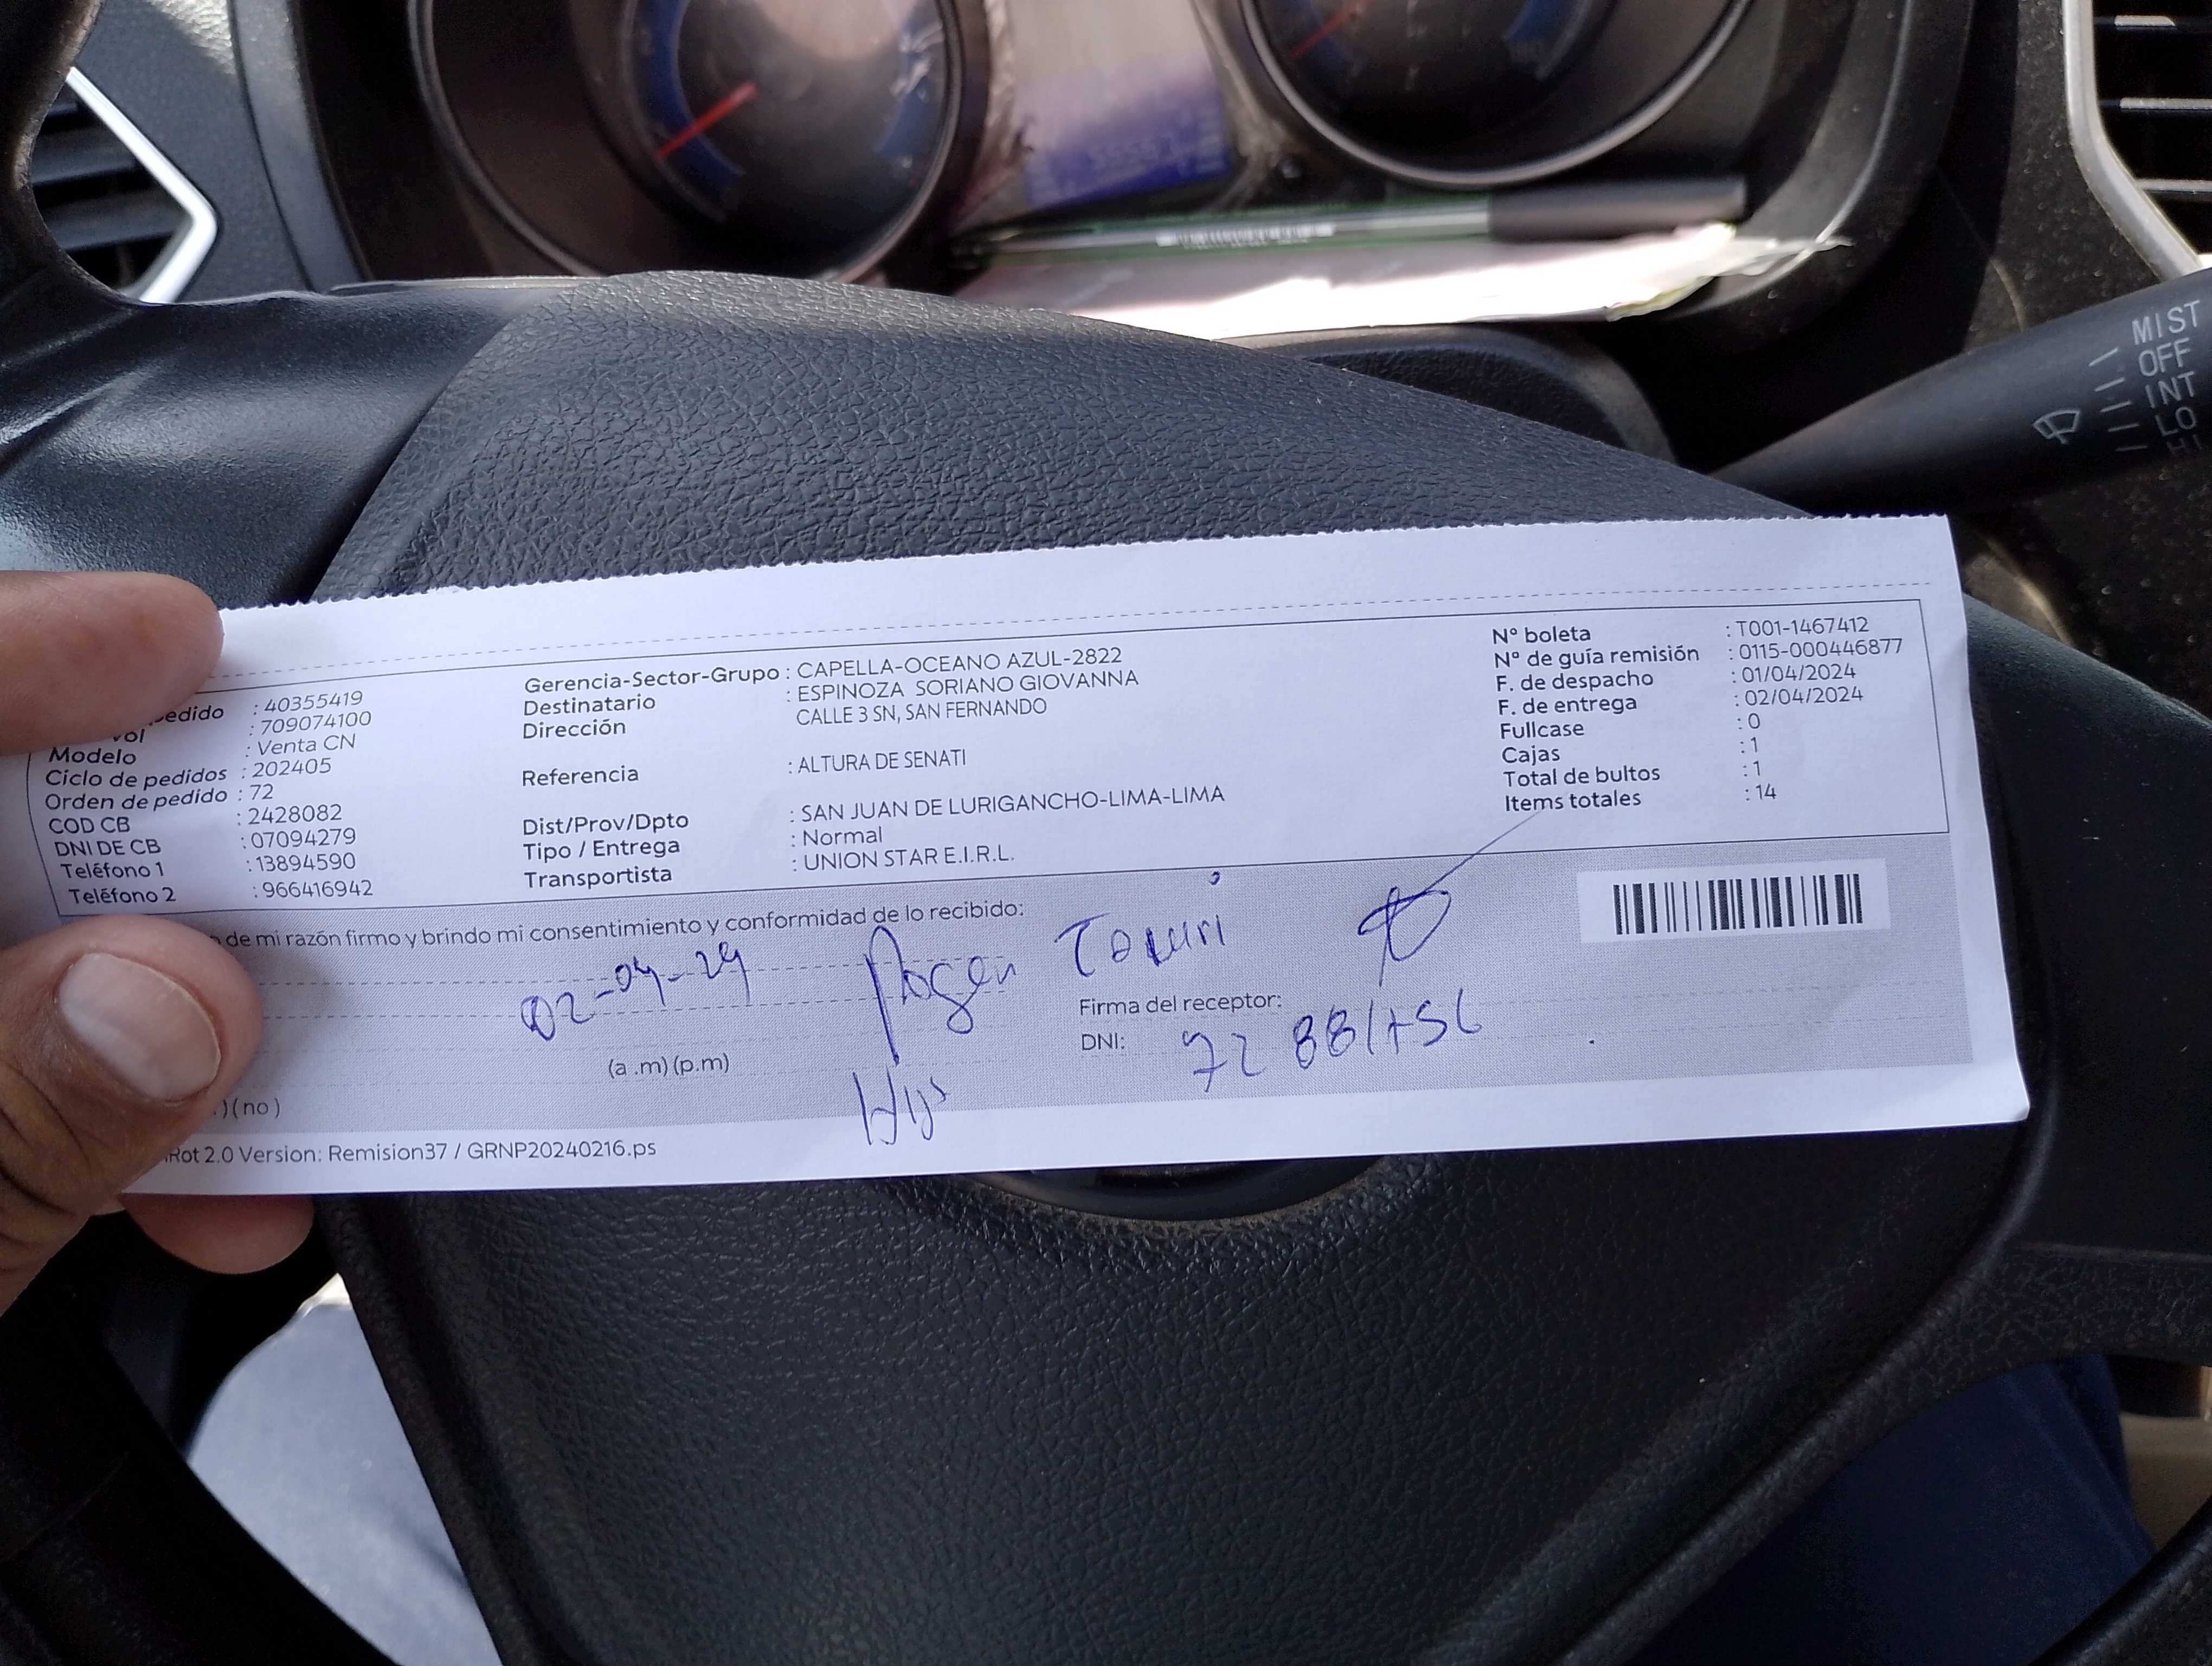 MIST
OFF
INT
LO
HI
: 40355419
: 709074100
Modelo : Venta CN
Ciclo de pedidos : 202405
Orden de pedido : 72
COD CB : 2428082
DNI DE CB : 07094279
Teléfono 1 : 13894590
Teléfono 2 : 966416942
Gerencia-Sector-Grupo : CAPELLA-OCEANO AZUL-2822
Destinatario : ESPINOZA SORIANO GIOVANNA
Dirección CALLE 3 SN, SAN FERNANDO
Referencia : ALTURA DE SENATI
Dist/Prov/Dpto : SAN JUAN DE LURIGANCHO-LIMA-LIMA
Tipo / Entrega : Normal
Transportista : UNION STAR E.I.R.L.
N° boleta : T001-1467412
N° de guía remisión : 0115-000446877
F. de despacho : 01/04/2024
F. de entrega : 02/04/2024
Fullcase : 0
Cajas : 1
Total de bultos : 1
Items totales : 14
de mi razón firmo y brindo mi consentimiento y conformidad de lo recibido:
02-04-24
Firma del receptor:
DNI:
(a .m) (p.m)
) ( no )
Rot 2.0 Version: Remision37 / GRNP20240216.ps